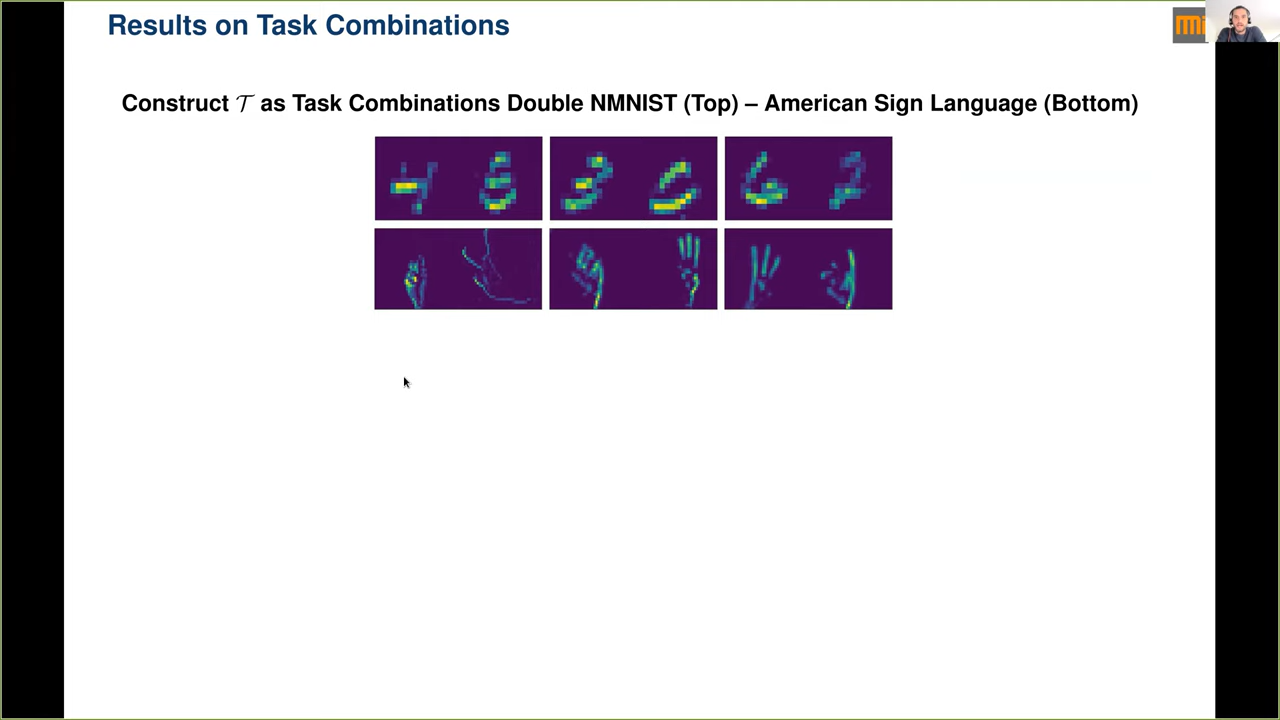 Results on Task Combinations
Construct 𝒯 as Task Combinations Double NMNIST (Top) – American Sign Language (Bottom)